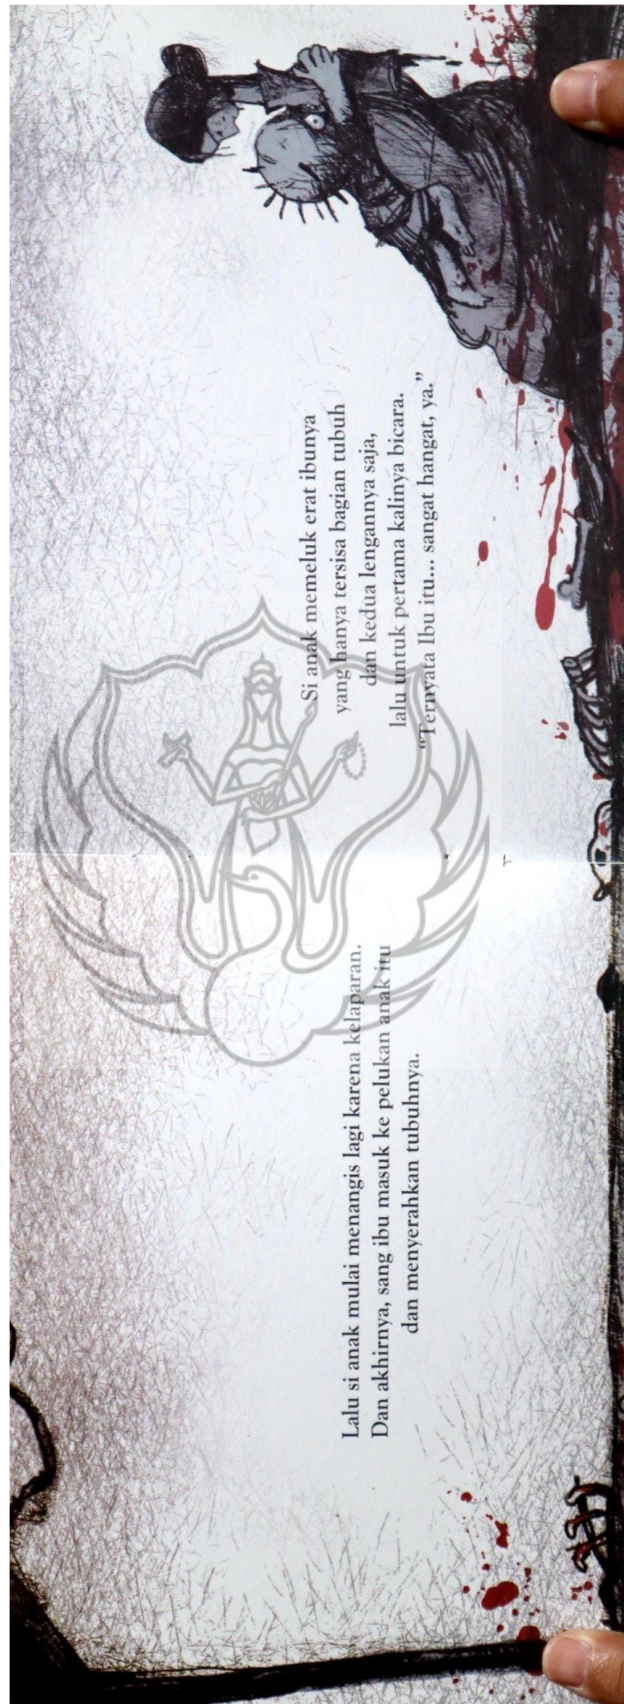 Lalu si anak mulai menangis lagi karena kelaparan.
Dan akhirnya, sang ibu masuk ke pelukan anak itu
dan menyerahkan tubuhnya.
Si anak memeluk erat ibunya
yang hanya tersisa bagian tubuh
dan kedua lengannya saja,
lalu untuk pertama kalinya bicara.
“Ternyata Ibu itu... sangat hangat, ya.”